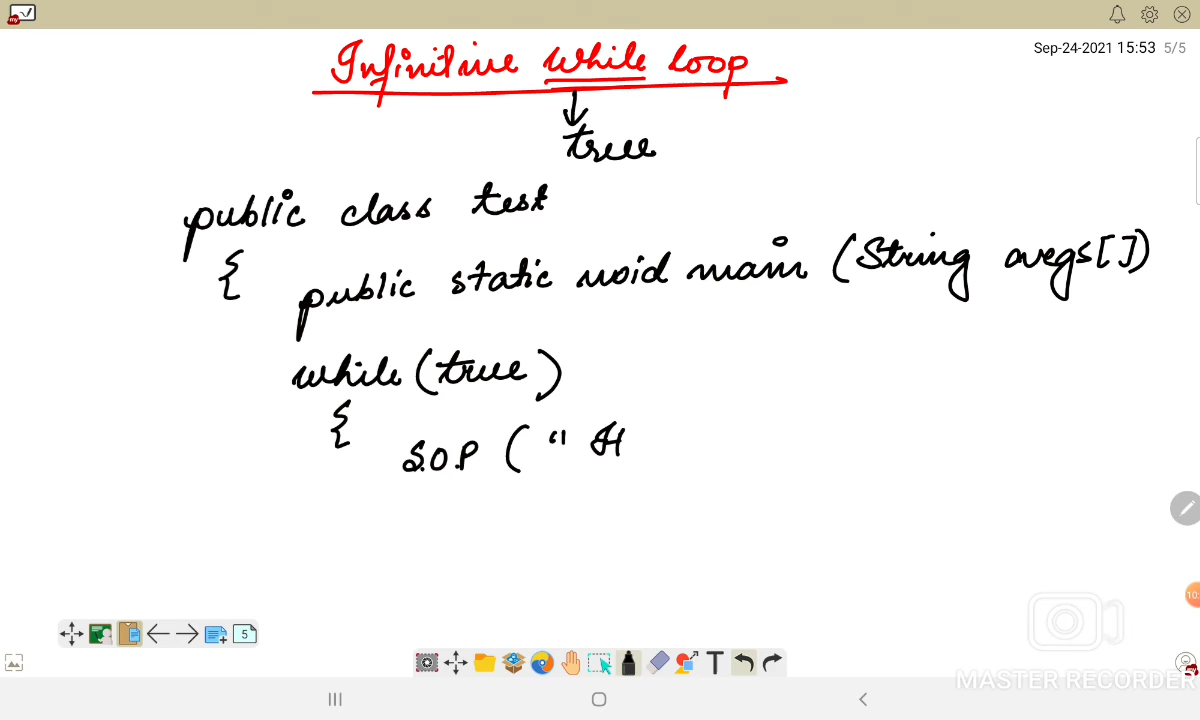 Sep-24-2021 15:53 5/5
Infinitive while loop
true
public class test
{
public static void main (String args[])
while (true)
{
S.O.P ( " H
5
10:
MASTER RECORDER